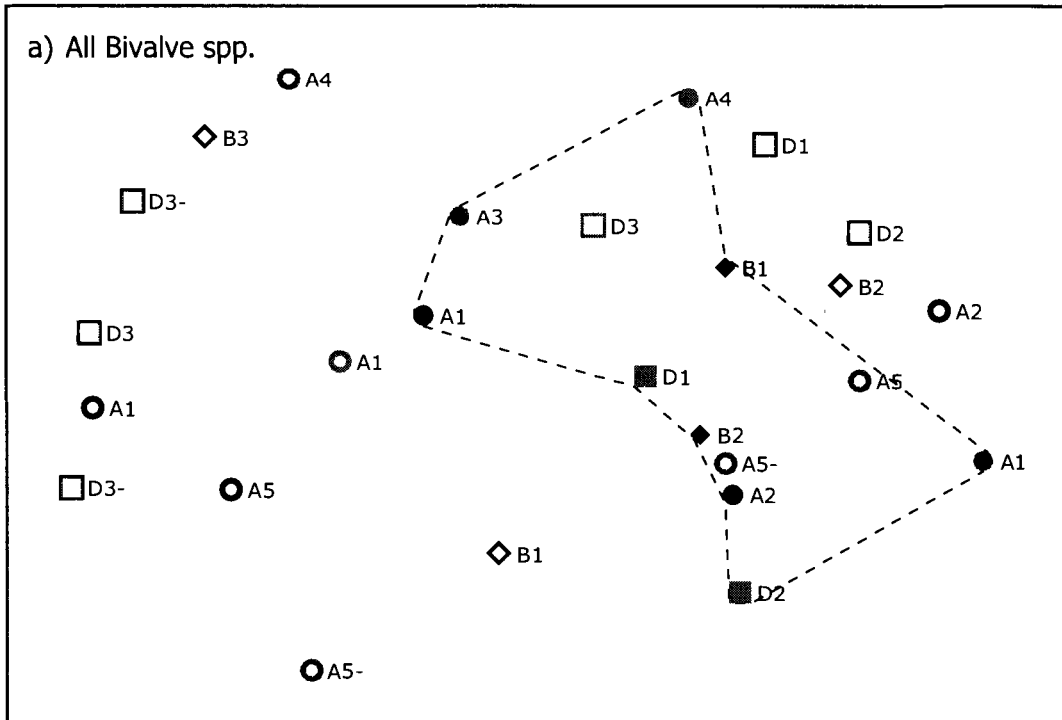 a) All Bivalve spp.
A4
A4
B3
D1
D3-
A3
D3
D2
B1
B2
A2
A1
D3
A1
D1
A5
A1
B2
A5-
A1
D3-
A5
A2
B1
D2
A5-